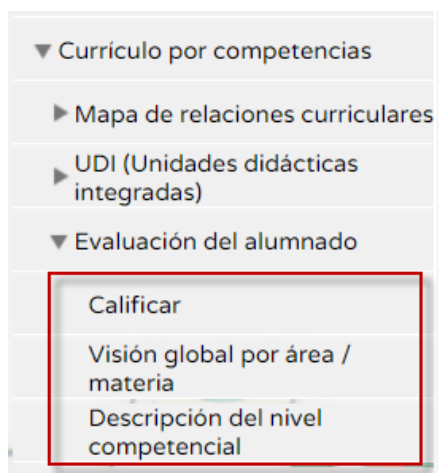 Currículo por competencias
Mapa de relaciones curriculares
UDI (Unidades didácticas
integradas)
Evaluación del alumnado
Calificar
Visión global por área /
materia
Descripción del nivel
competencial